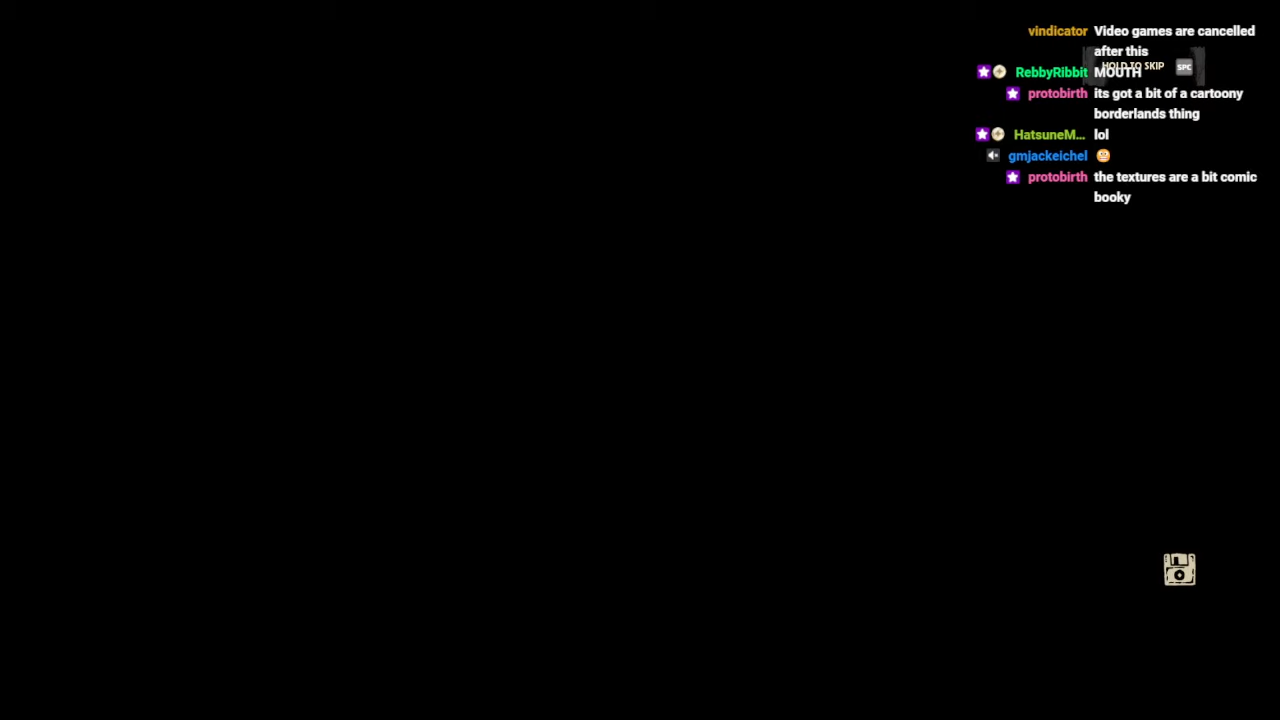 vindicator Video games are cancelled
after this
HOLD TO SKIP SPC
RebbyRibbit MOUTH
protobirth its got a bit of a cartoony
borderlands thing
HatsuneM... lol
gmjackeichel
protobirth the textures are a bit comic
booky